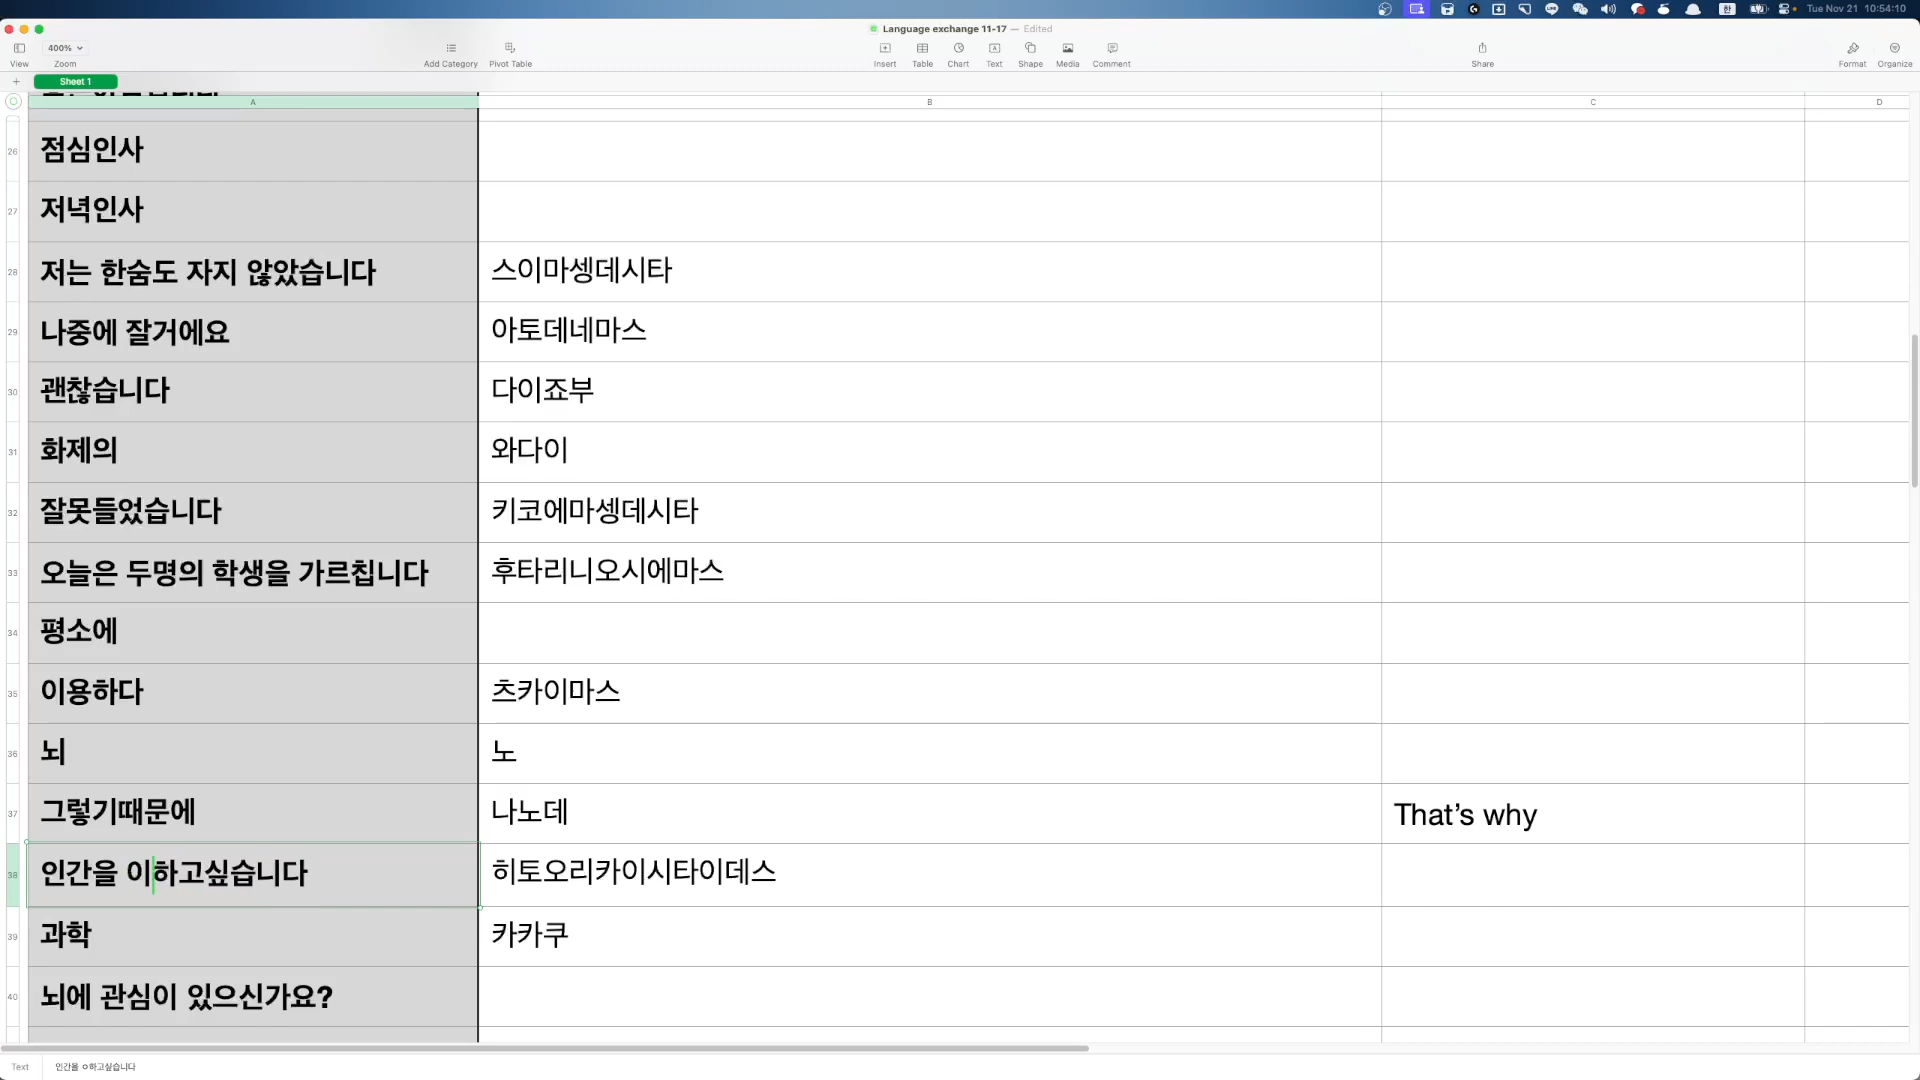 Tue Nov 21 10:54:10
Language exchange 11-17 — Edited
400%
View
Zoom
Add Category
Pivot Table
Insert
Table
Chart
Text
Shape
Media
Comment
Share
Format
Organize
Sheet 1
A
B
C
D
26
점심인사
27
저녁인사
28
저는 한숨도 자지 않았습니다
스이마셍데시타
29
나중에 잘거에요
아토데네마스
30
괜찮습니다
다이죠부
31
화제의
와다이
32
잘못들었습니다
키코에마셍데시타
33
오늘은 두명의 학생을 가르칩니다
후타리니오시에마스
34
평소에
35
이용하다
츠카이마스
36
뇌
노
37
그렇기때문에
나노데
That's why
38
인간을 이하고싶습니다
히토오리카이시타이데스
39
과학
카카쿠
40
뇌에 관심이 있으신가요?
Text
인간을 ㅇ하고싶습니다